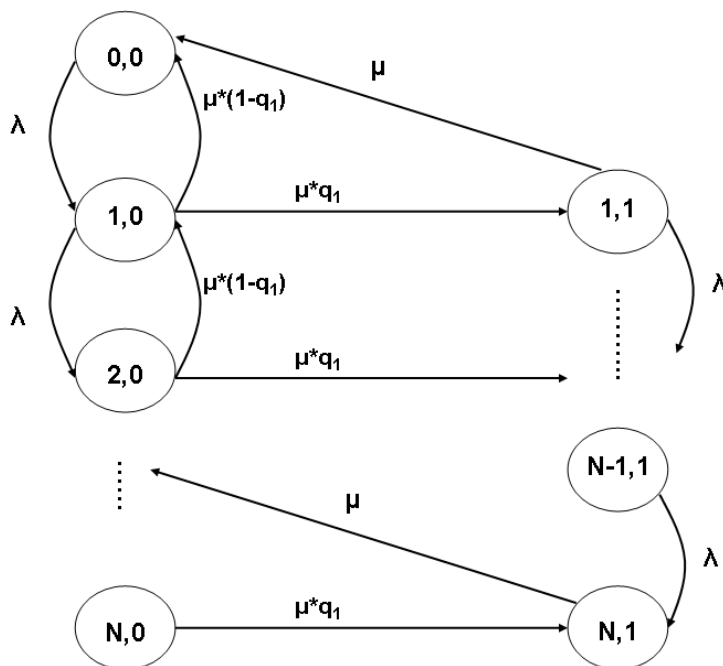 0,0
μ
μ*(1-q₁)
λ
1,0
μ*q₁
1,1
λ
μ*(1-q₁)
λ
2,0
μ*q₁
N-1,1
μ
λ
N,0
μ*q₁
N,1